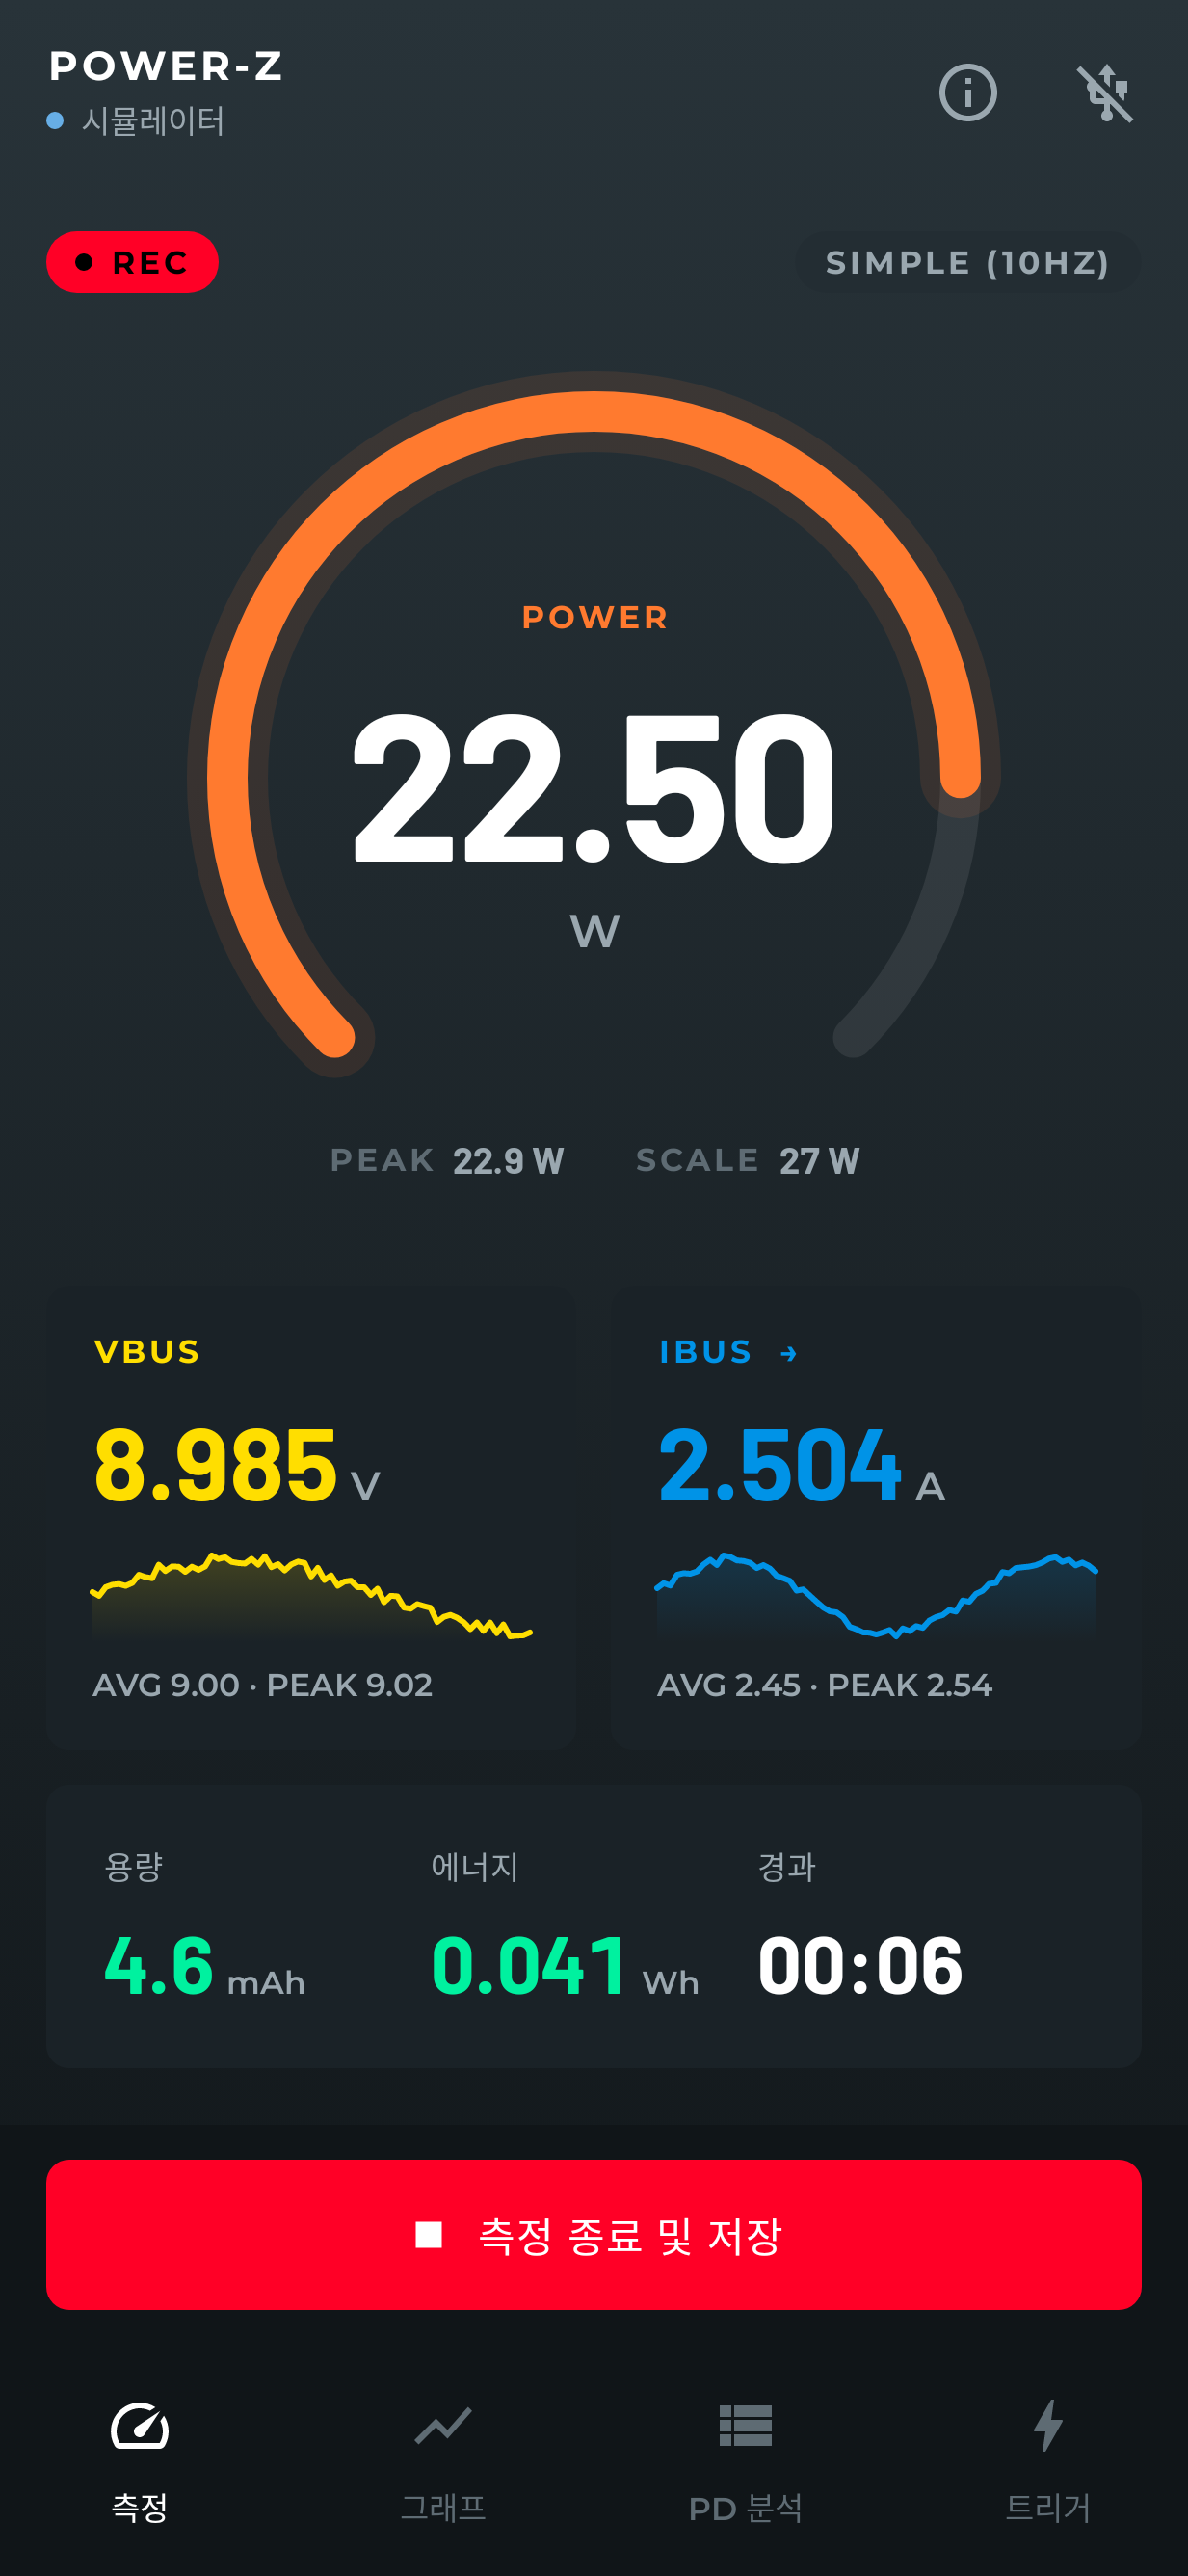 POWER-Z
시뮬레이터
REC
SIMPLE (10HZ)
POWER
22.50
W
PEAK 22.9 W SCALE 27 W
VBUS
8.985 V
AVG 9.00 · PEAK 9.02
IBUS →
2.504 A
AVG 2.45 · PEAK 2.54
용량
4.6 mAh
에너지
0.041 Wh
경과
00:06
측정 종료 및 저장
측정
그래프
PD 분석
트리거